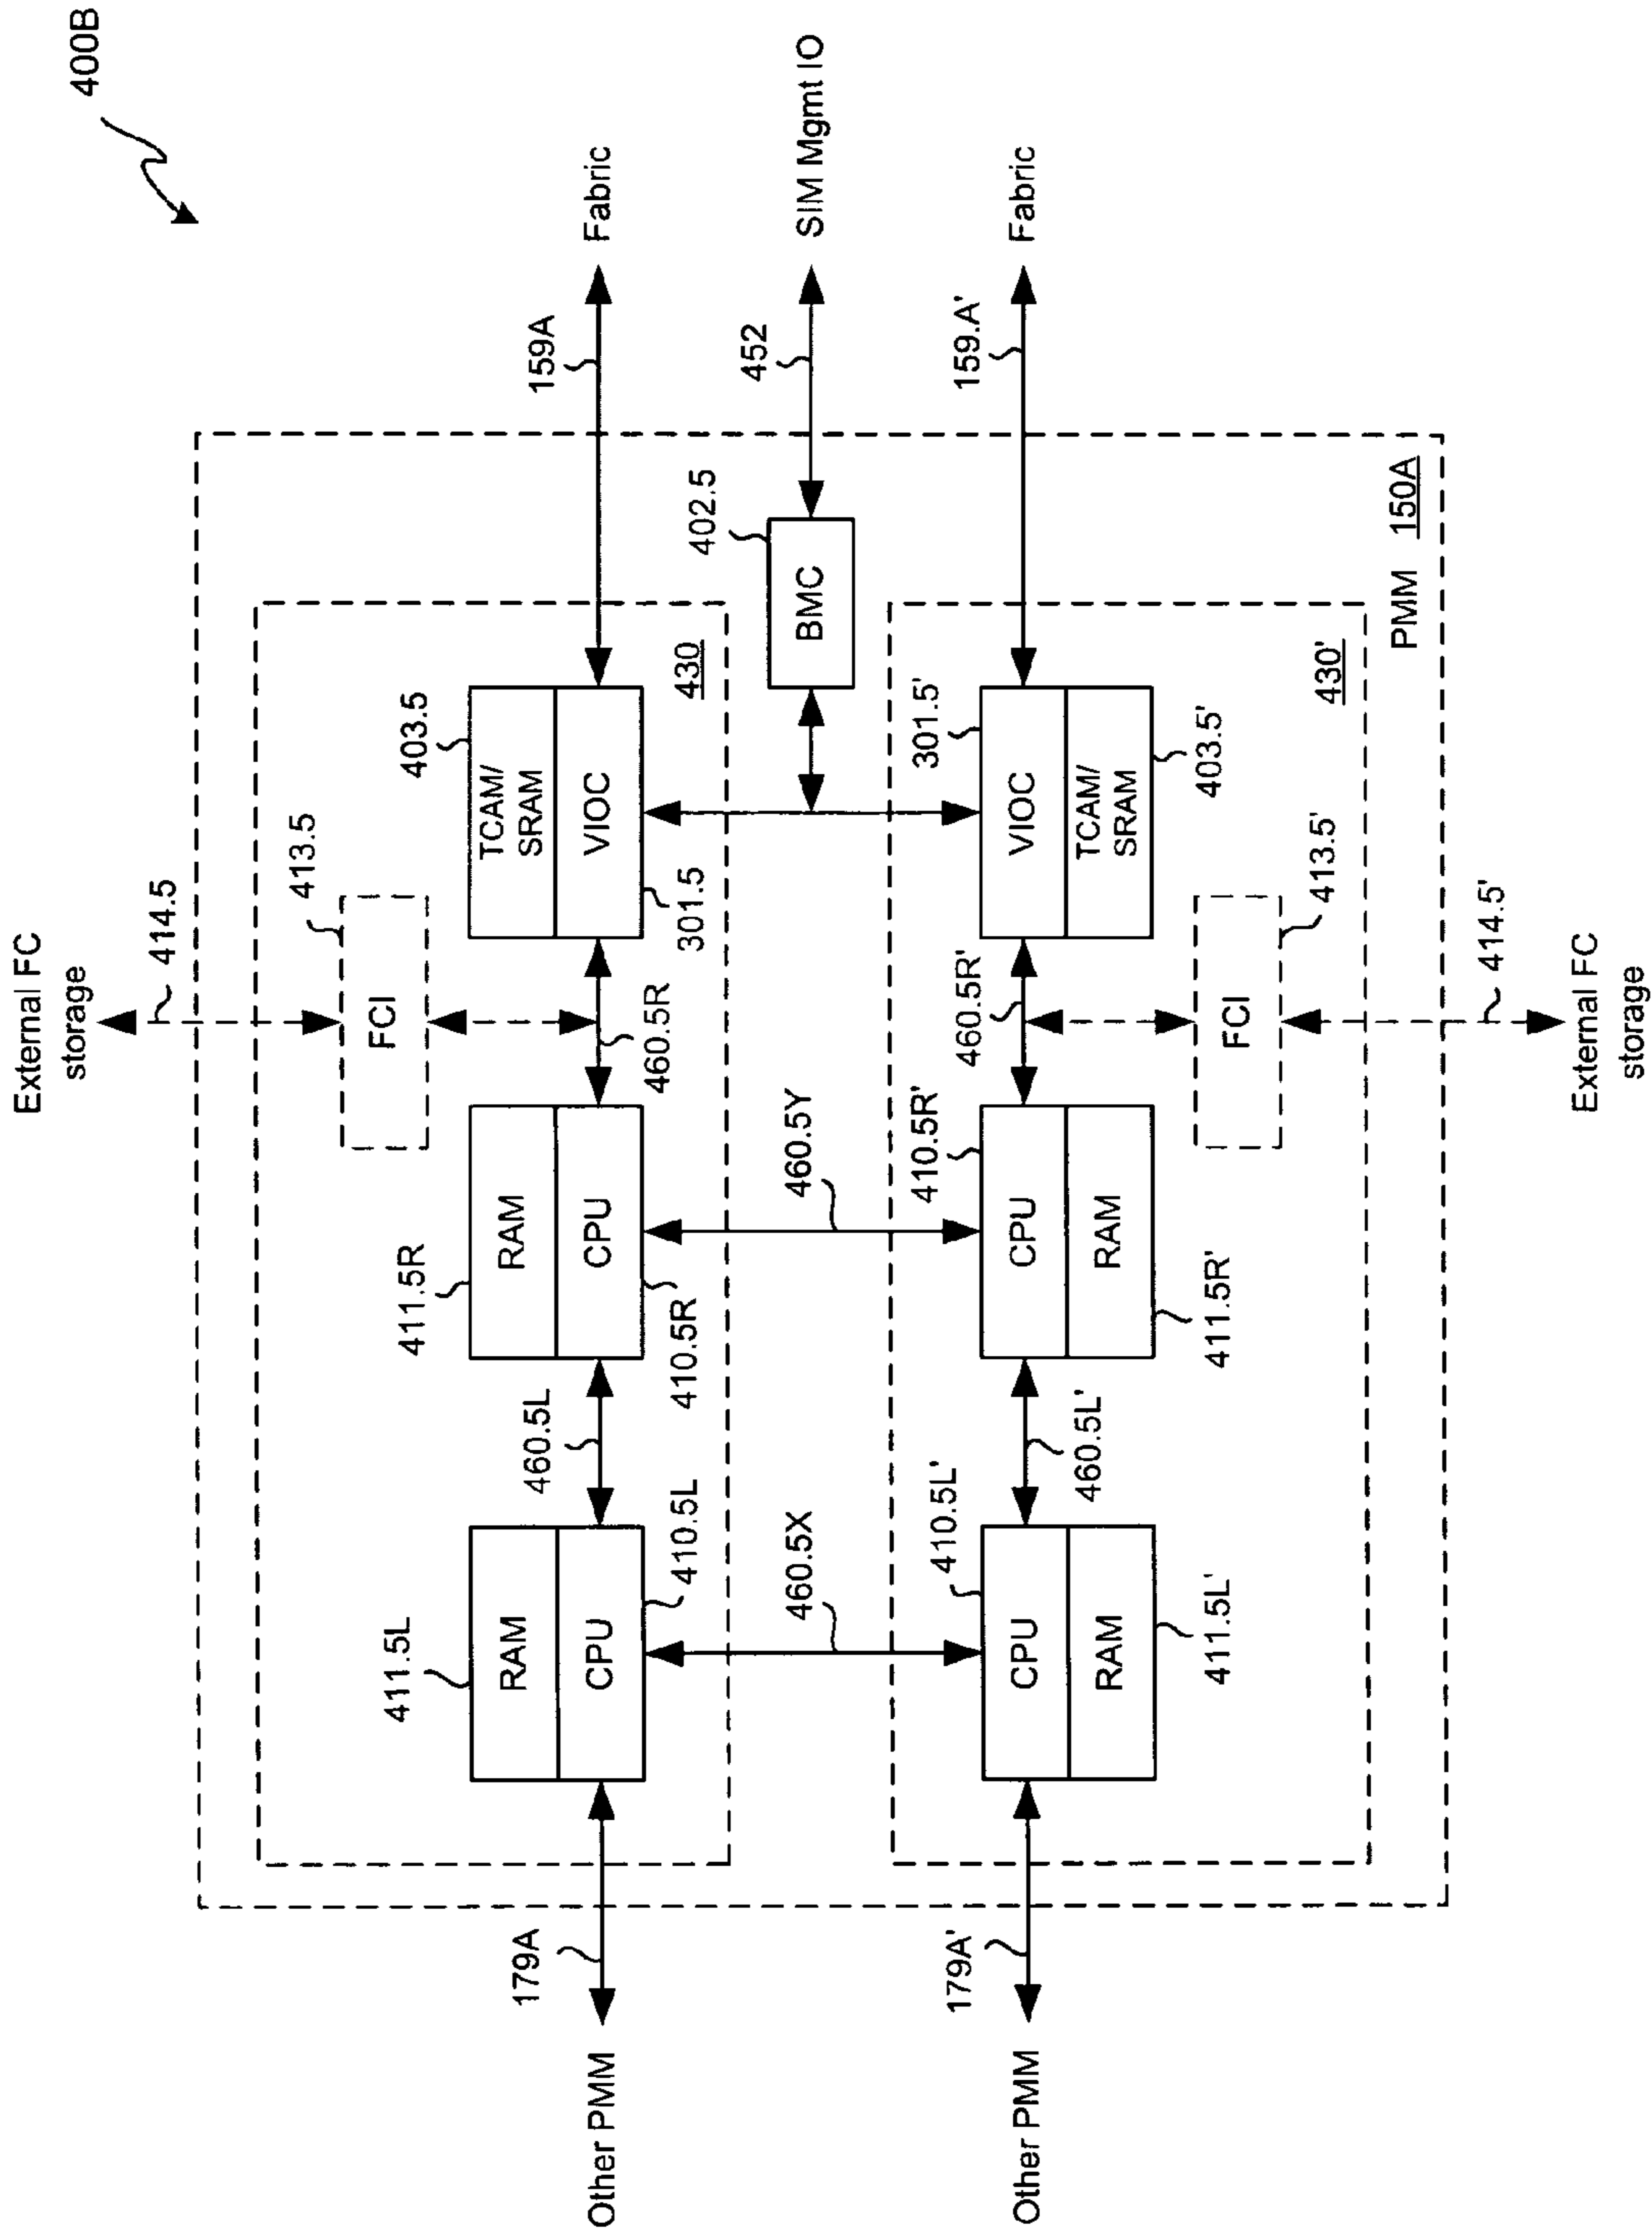 400B
External FC
storage
414.5
413.5
FCI
411.5L
RAM
CPU
410.5L
460.5L
411.5R
RAM
CPU
410.5R
460.5R
403.5
TCAM/
SRAM
VIOC
301.5
430
Other PMM
179A
159A
Fabric
460.5X
460.5Y
402.5
BMC
452
SIM Mgmt IO
Other PMM
179A'
410.5L'
CPU
RAM
411.5L'
460.5L'
410.5R'
CPU
RAM
411.5R'
460.5R'
301.5'
VIOC
TCAM/
SRAM
403.5'
159.A'
Fabric
FCI
413.5'
430'
PMM 150A
414.5'
External FC
storage